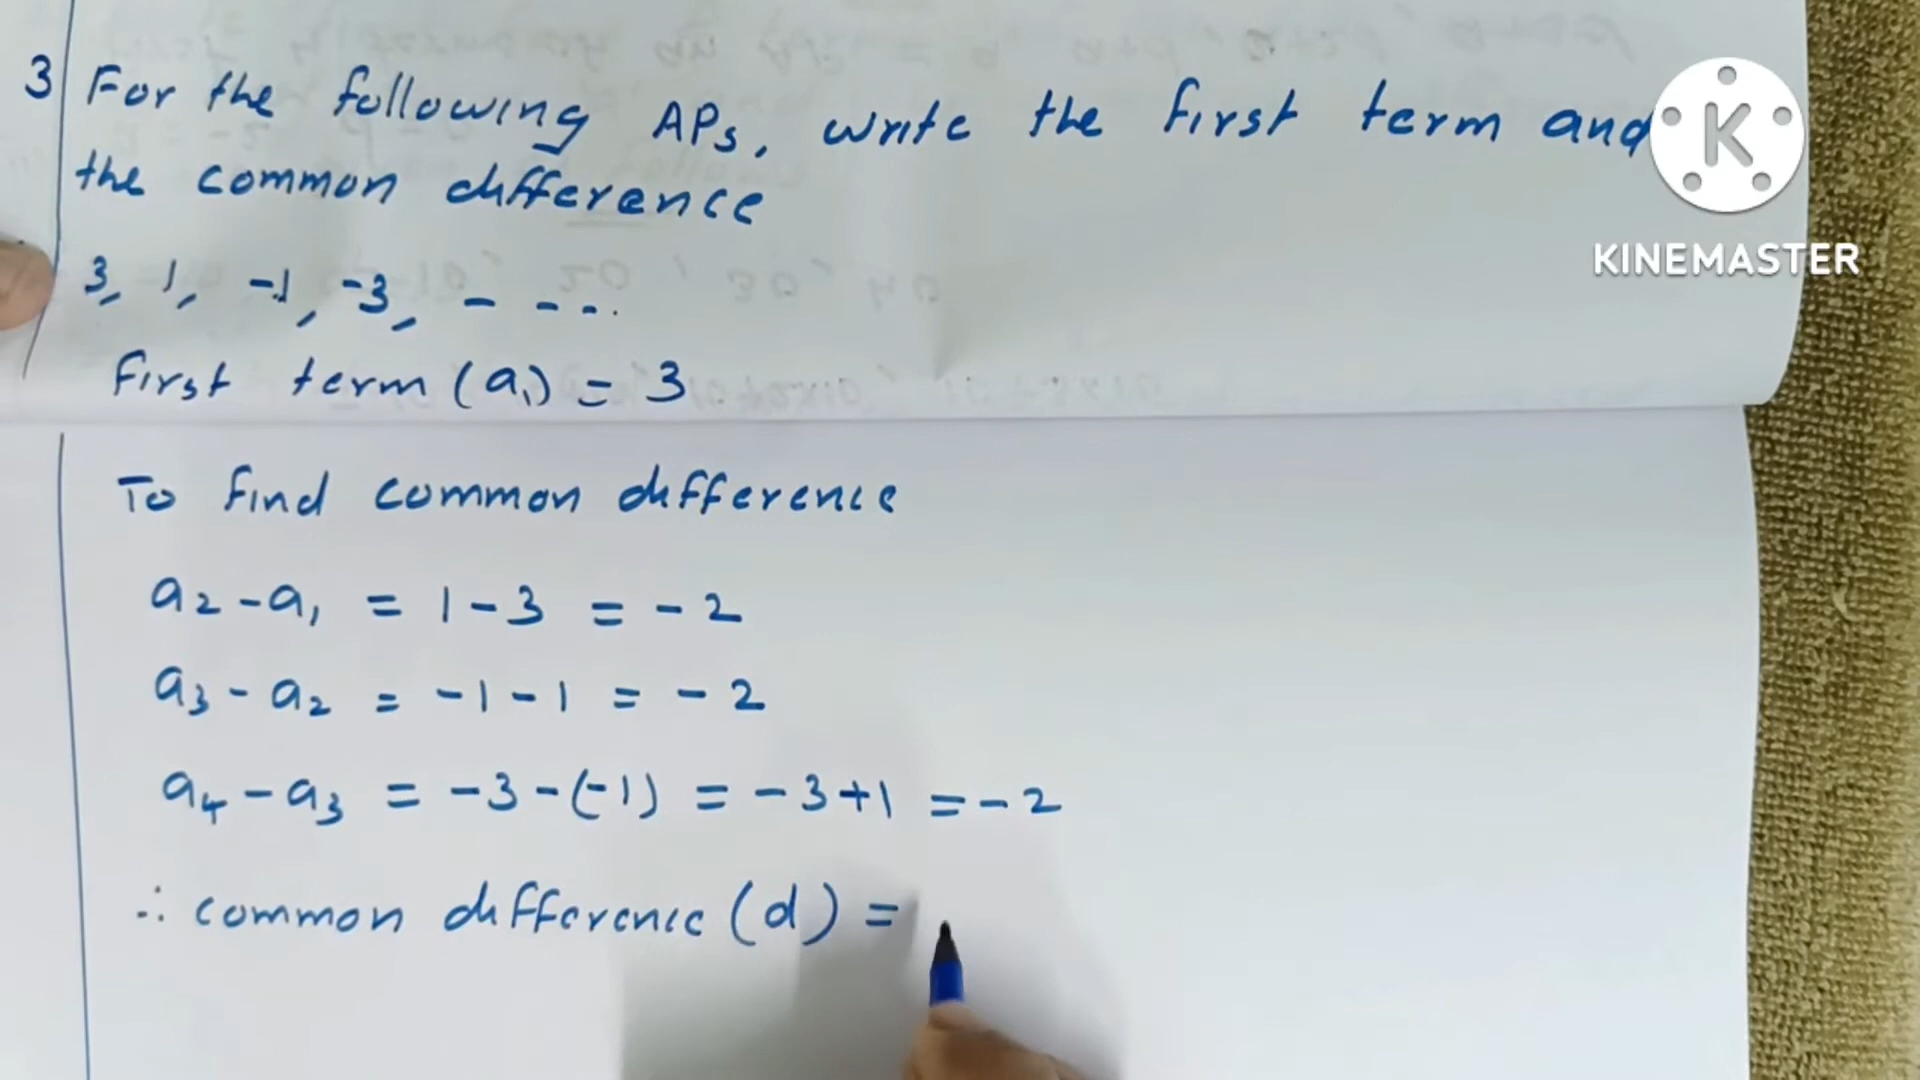 3 For the following APs, write the first term and
the common difference
3, 1, -1, -3, - - - .
First term (a₁) = 3
To find common difference
a₂ - a₁ = 1 - 3 = -2
a₃ - a₂ = -1 - 1 = -2
a₄ - a₃ = -3 - (-1) = -3+1 = -2
∴ common difference (d) =
K
KINEMASTER